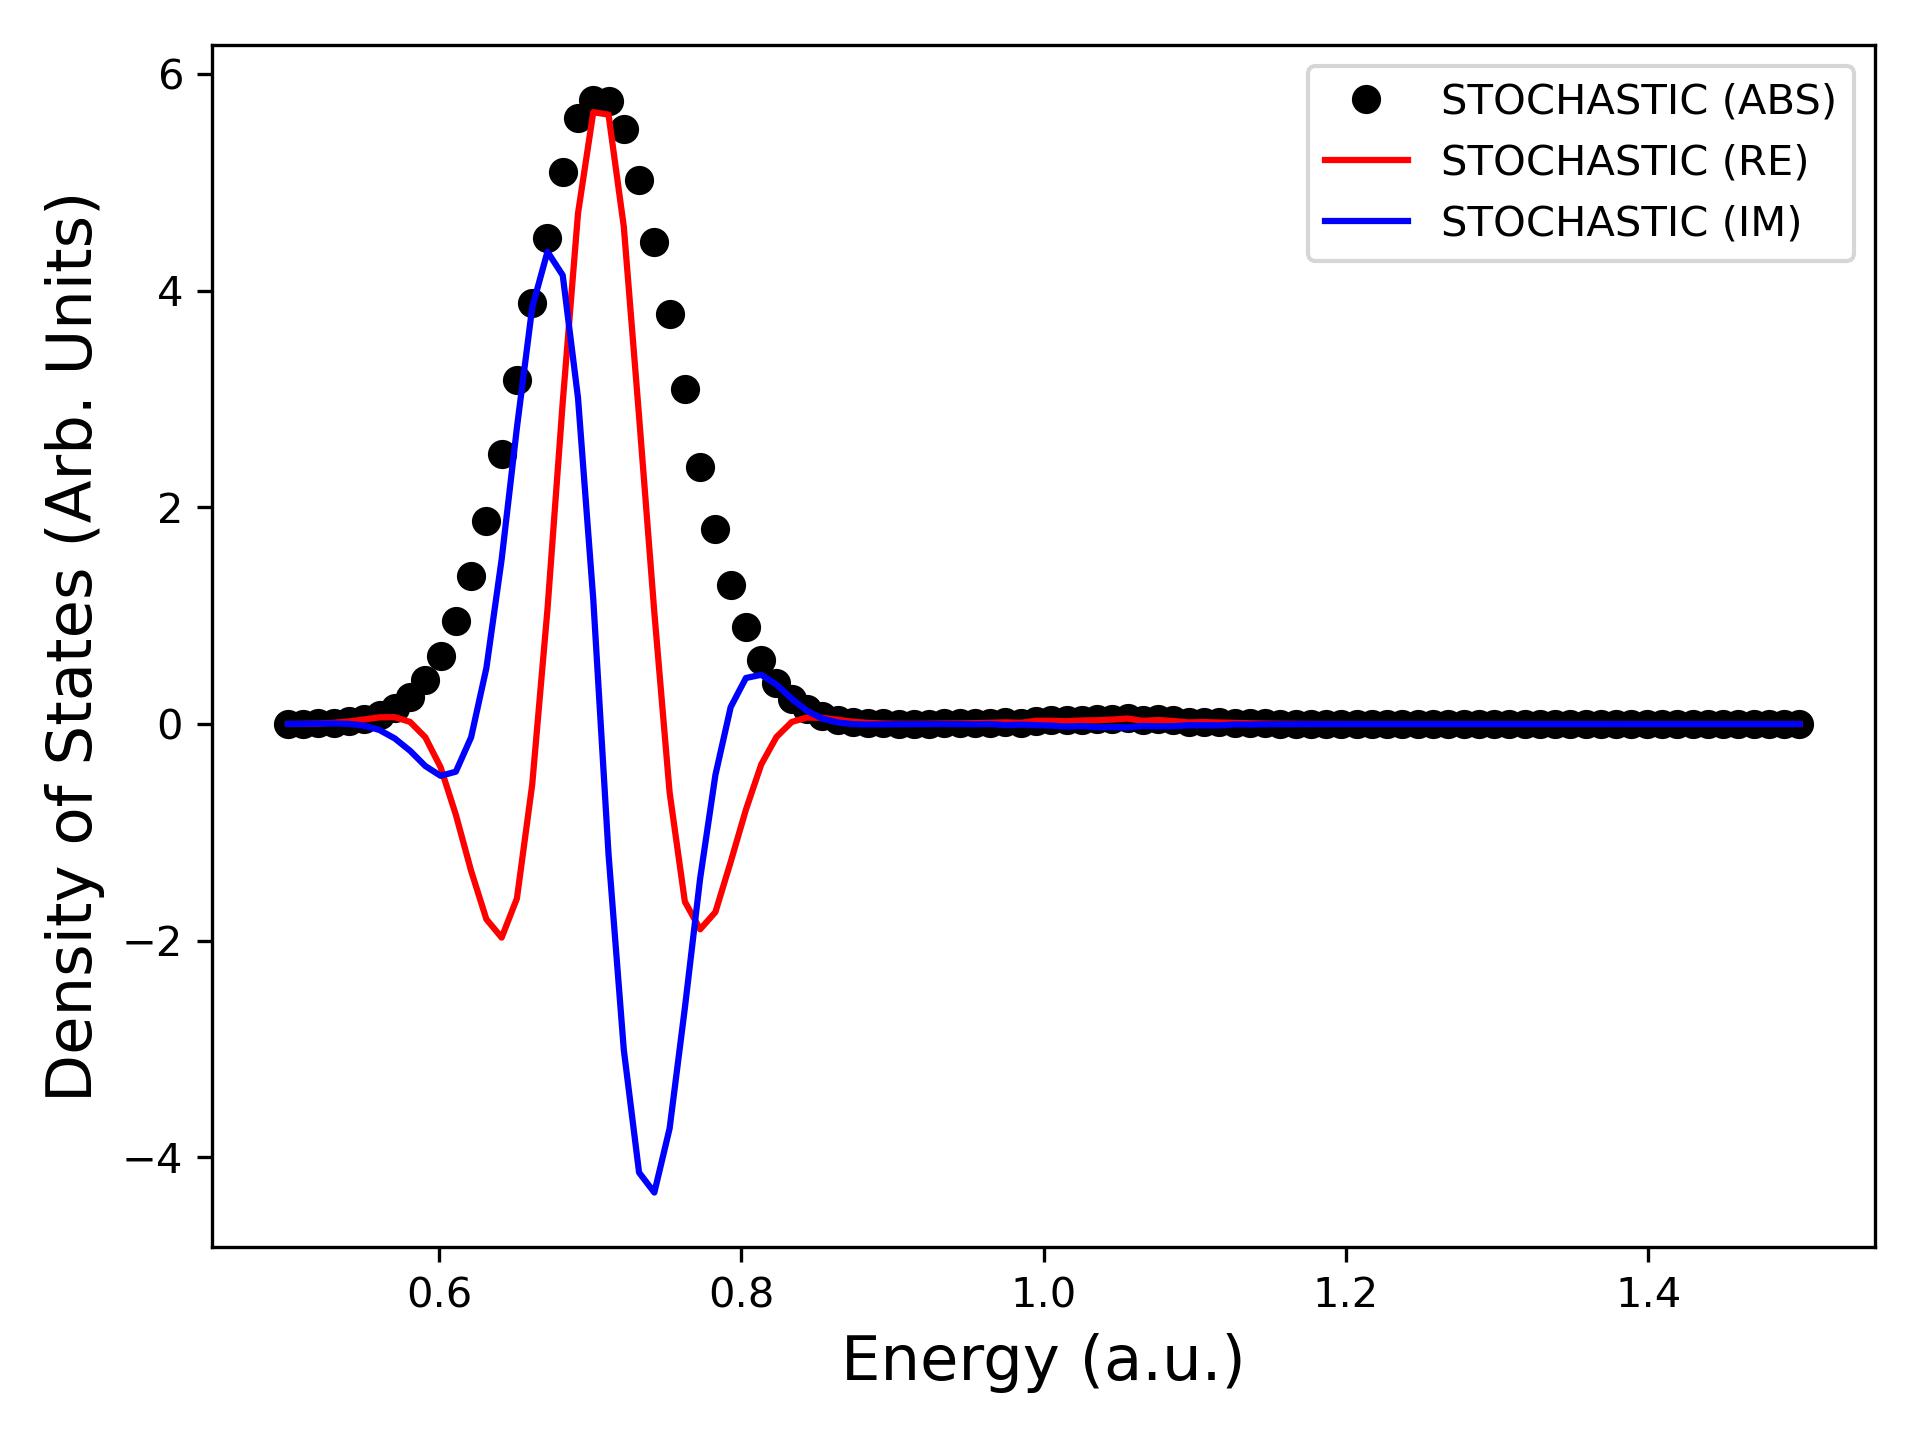 6
4
2
0
−2
−4
Density of States (Arb. Units)
STOCHASTIC (ABS)
STOCHASTIC (RE)
STOCHASTIC (IM)
0.6 0.8 1.0 1.2 1.4
Energy (a.u.)